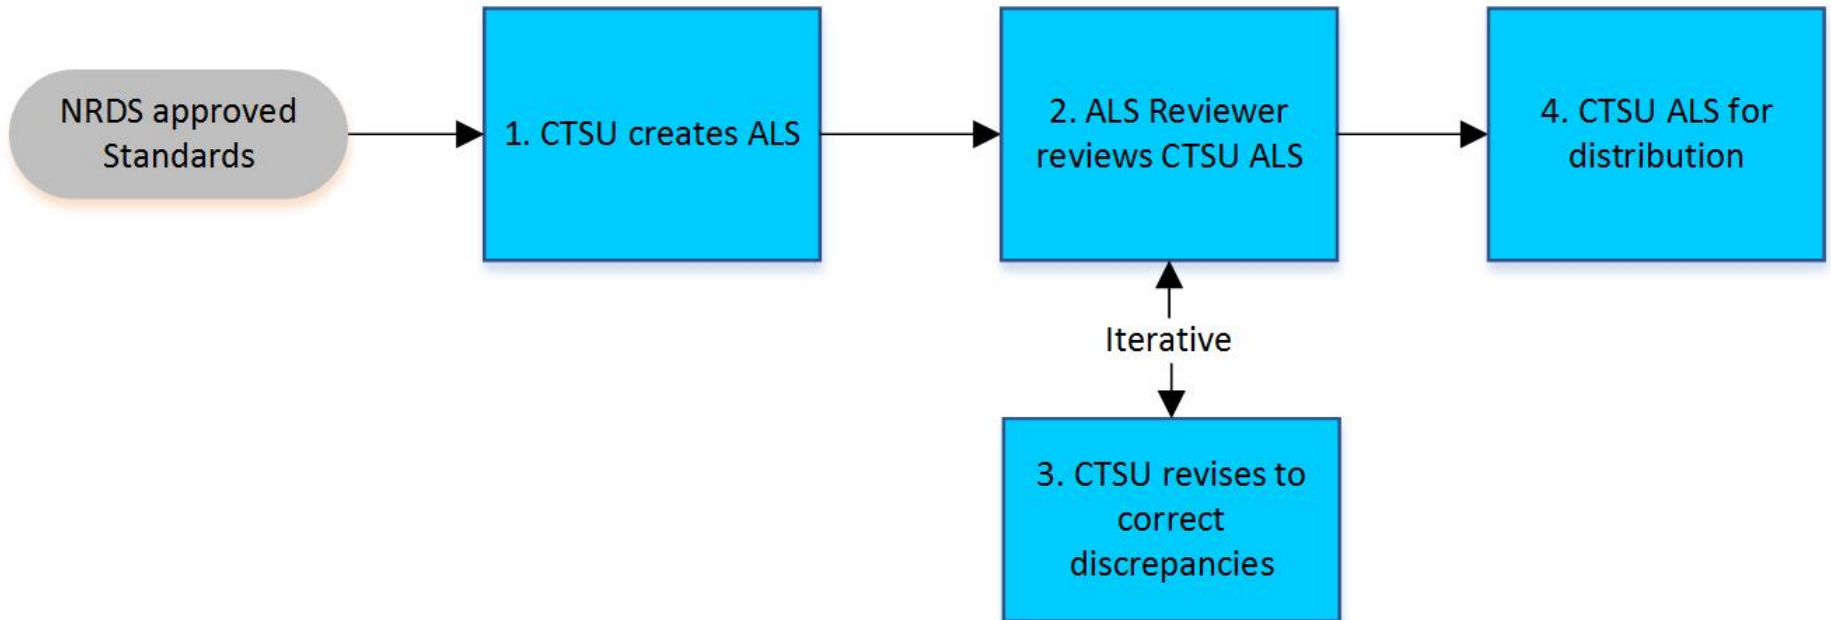 NRDS approved
Standards
1. CTSU creates ALS
2. ALS Reviewer
reviews CTSU ALS
4. CTSU ALS for
distribution
Iterative
3. CTSU revises to
correct
discrepancies